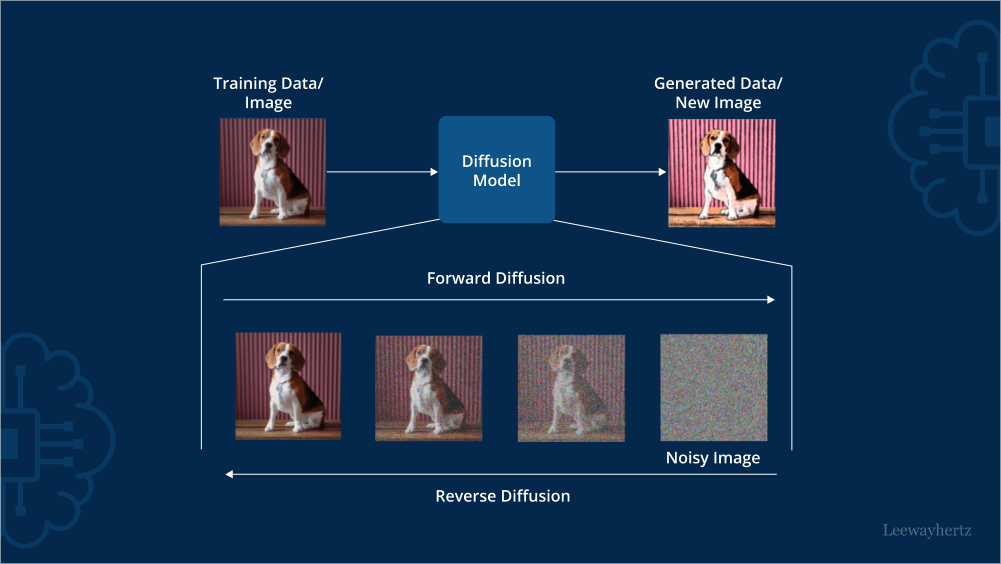 Training Data/
Image
Generated Data/
New Image
Diffusion
Model
Forward Diffusion
Noisy Image
Reverse Diffusion
Leewayhertz